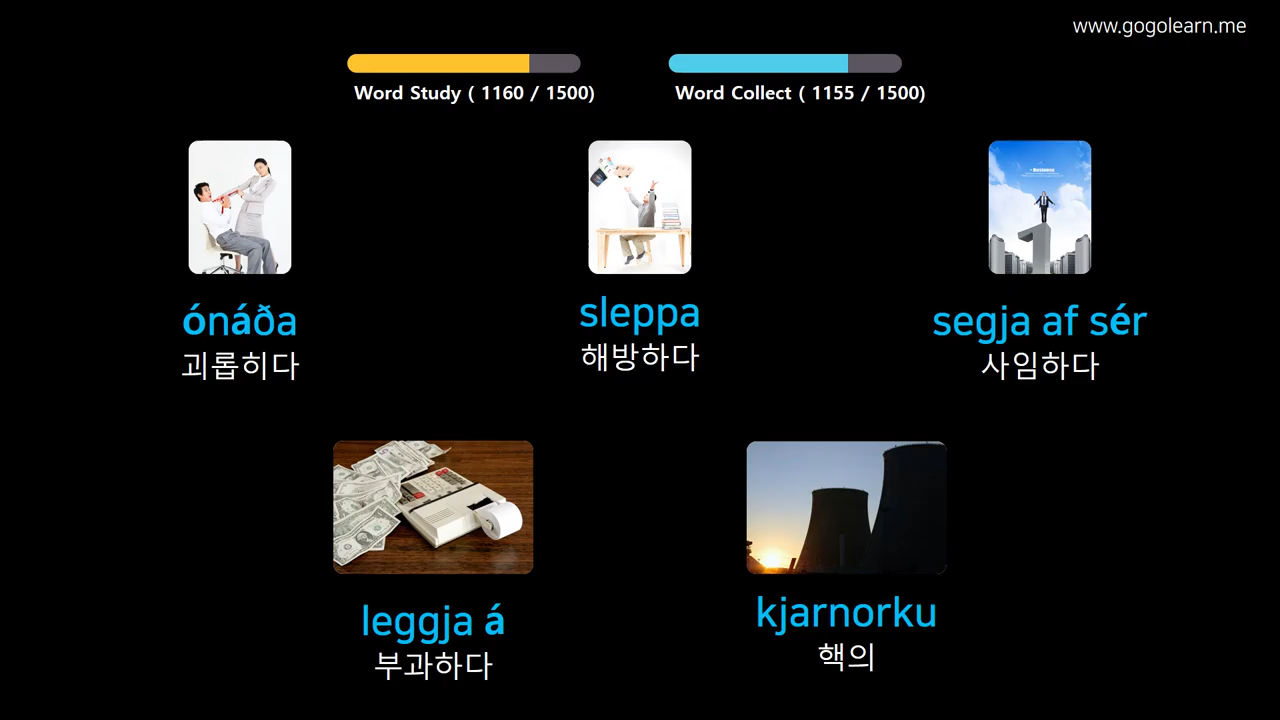 www.gogolearn.me
Word Study ( 1160 / 1500)
Word Collect ( 1155 / 1500)
ónáða
괴롭히다
sleppa
해방하다
segja af sér
사임하다
leggja á
부과하다
kjarnorku
핵의